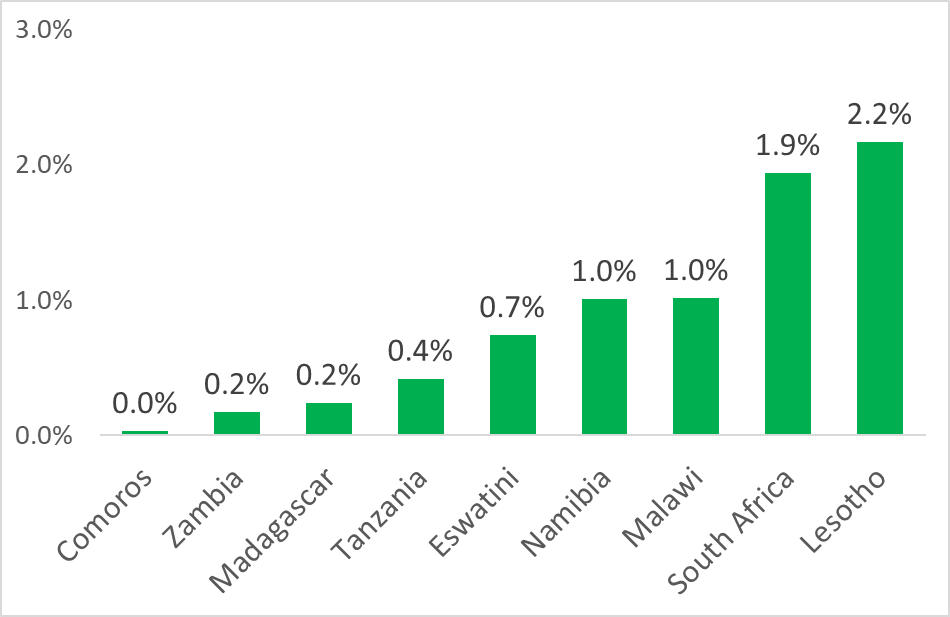 3.0%
2.0%
1.0%
0.0%
0.0%
0.2%
0.2%
0.4%
0.7%
1.0%
1.0%
1.9%
2.2%
Comoros
Zambia
Madagascar
Tanzania
Eswatini
Namibia
Malawi
South Africa
Lesotho